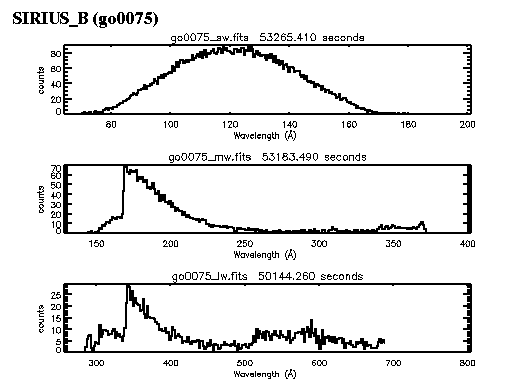 SIRIUS_B (go0075)
go0075_sw.fits 53265.410 seconds
80
60
40
20
0
counts
60 80 100 120 140 160 180 200
Wavelength (Å)
go0075_mw.fits 53183.490 seconds
70
60
50
40
30
20
10
0
counts
150 200 250 300 350 400
Wavelength (Å)
go0075_lw.fits 50144.260 seconds
25
20
15
10
5
0
counts
300 400 500 600 700 800
Wavelength (Å)